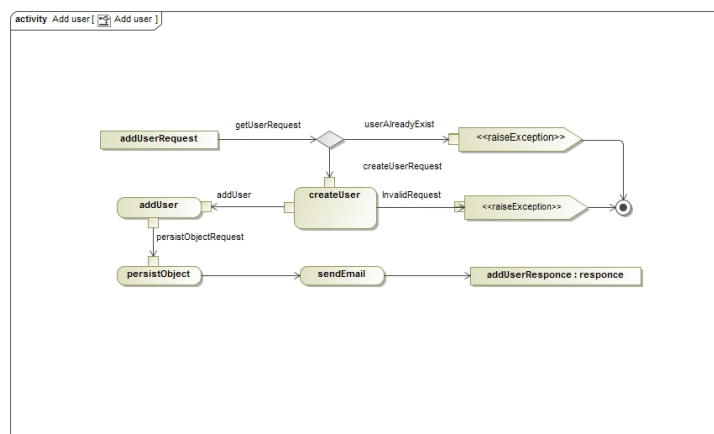 activity Add user [ Add user ]
getUserRequest
userAlreadyExist
addUserRequest
<<raiseException>>
createUserRequest
addUser
createUser
InvalidRequest
addUser
<<raiseException>>
persistObjectRequest
persistObject
sendEmail
addUserResponce : responce